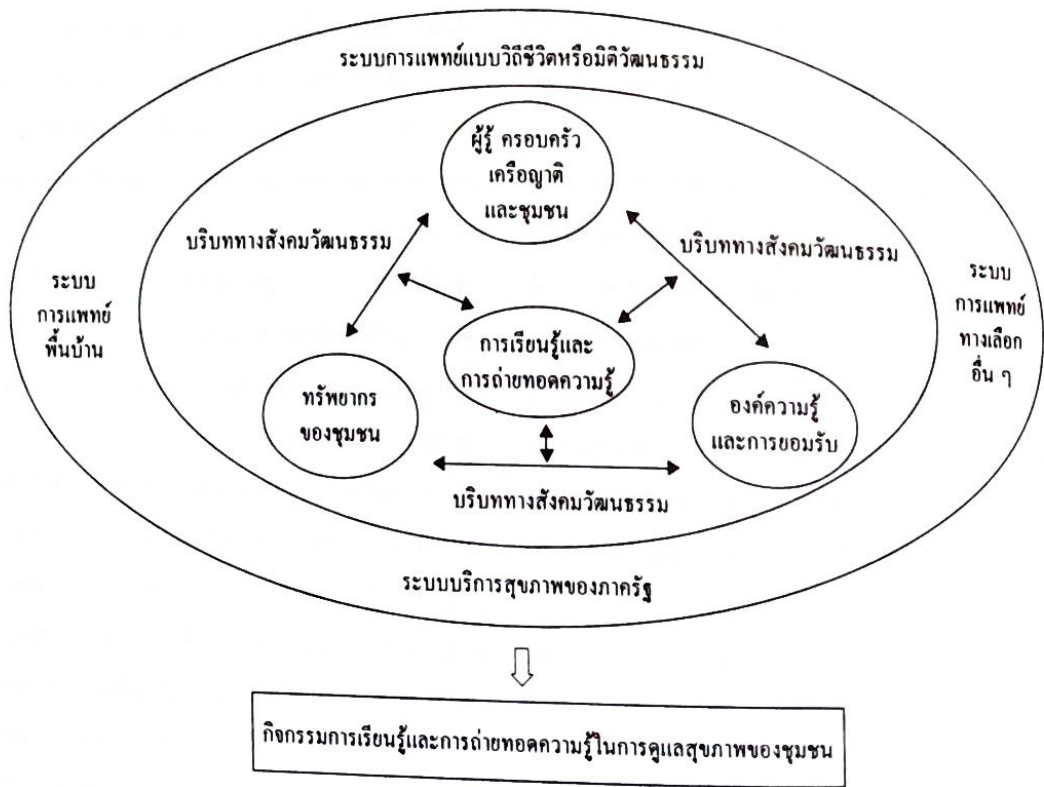 ระบบการแพทย์แบบวิถีชีวิตหรือมิติวัฒนธรรม
ผู้รู้ ครอบครัว
เครือญาติ
และชุมชน
บริบททางสังคมวัฒนธรรม
บริบททางสังคมวัฒนธรรม
ระบบ
การแพทย์
พื้นบ้าน
ระบบ
การแพทย์
ทางเลือก
อื่น ๆ
การเรียนรู้และ
การถ่ายทอดความรู้
ทรัพยากร
ของชุมชน
องค์ความรู้
และการยอมรับ
บริบททางสังคมวัฒนธรรม
ระบบบริการสุขภาพของภาครัฐ
กิจกรรมการเรียนรู้และการถ่ายทอดความรู้ในการดูแลสุขภาพของชุมชน